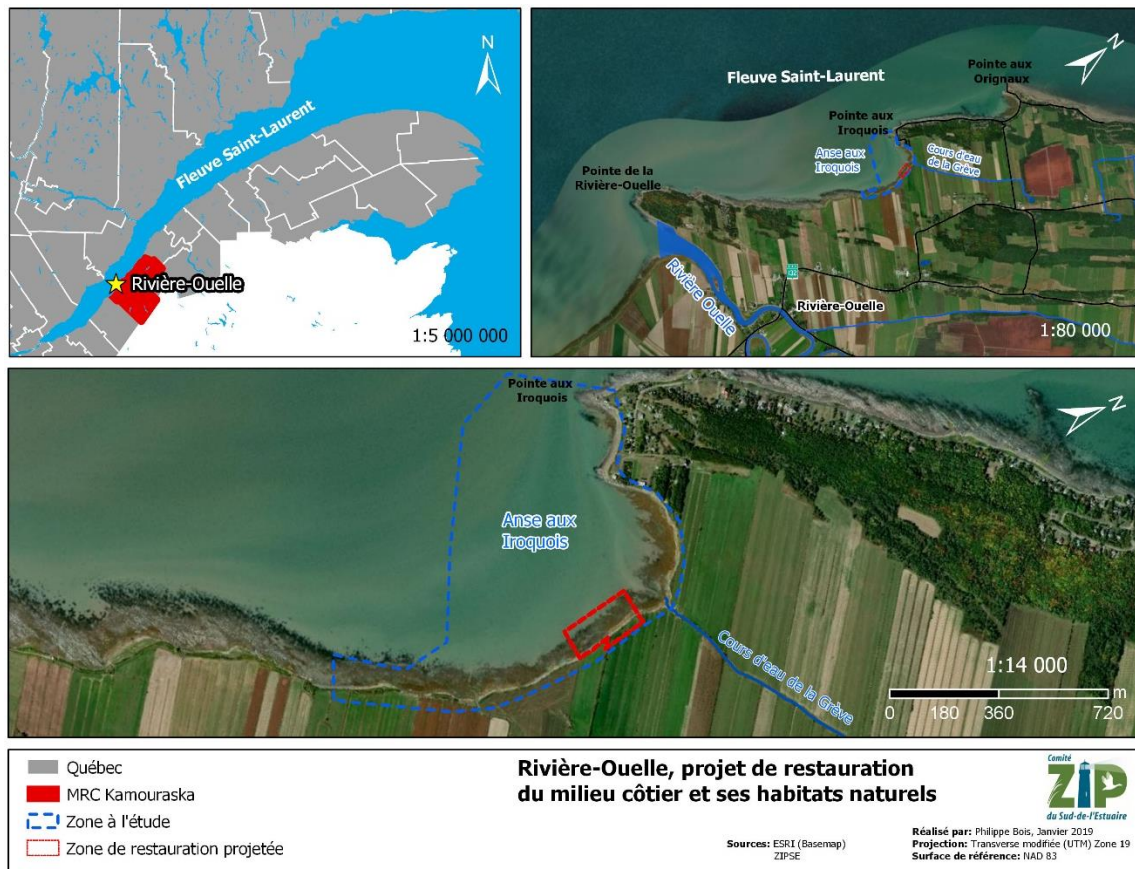 N
Fleuve Saint-Laurent
Rivière-Ouelle
1:5 000 000
Fleuve Saint-Laurent
Pointe aux
Orignaux
N
Pointe aux
Iroquois
Anse aux
Iroquois
Cours d'eau
de la Grève
Pointe de la
Rivière-Ouelle
Rivière Ouelle
132
Rivière-Ouelle
1:80 000
Pointe aux
Iroquois
N
Anse aux
Iroquois
Cours d'eau de la Grève
1:14 000
m
0 180 360 720
Québec
MRC Kamouraska
Zone à l'étude
Zone de restauration projetée
Rivière-Ouelle, projet de restauration
du milieu côtier et ses habitats naturels
Sources: ESRI (Basemap)
ZIPSE
Comité
ZIP
du Sud-de-l'Estuaire
Réalisé par: Philippe Bois, Janvier 2019
Projection: Transverse modifiée (UTM) Zone 19
Surface de référence: NAD 83